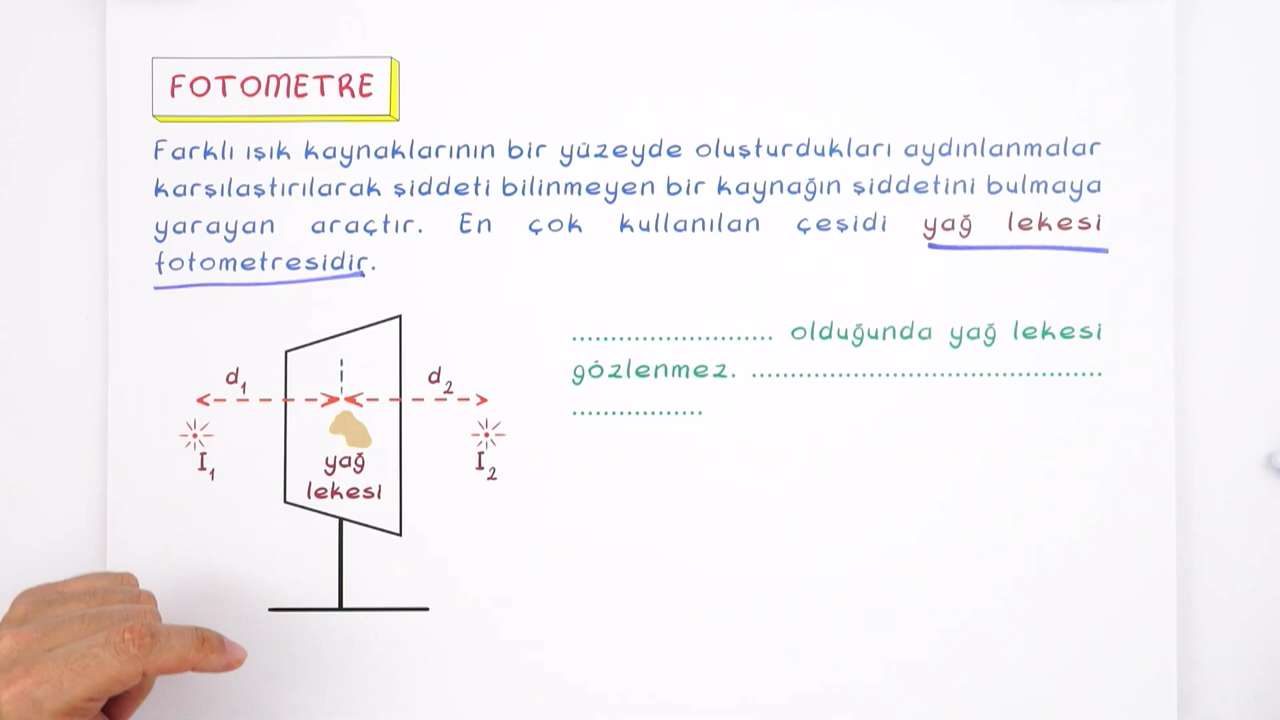 FOTOMETRE
Farklı ışık kaynaklarının bir yüzeyde oluşturdukları aydınlanmalar
karşılaştırılarak şiddeti bilinmeyen bir kaynağın şiddetini bulmaya
yarayan araçtır. En çok kullanılan çeşidi yağ lekesi
fotometresidir.
........................... olduğunda yağ lekesi
gözlenmez. ...............................................
.................
d₁ d₂
I₁ I₂
yağ
lekesi